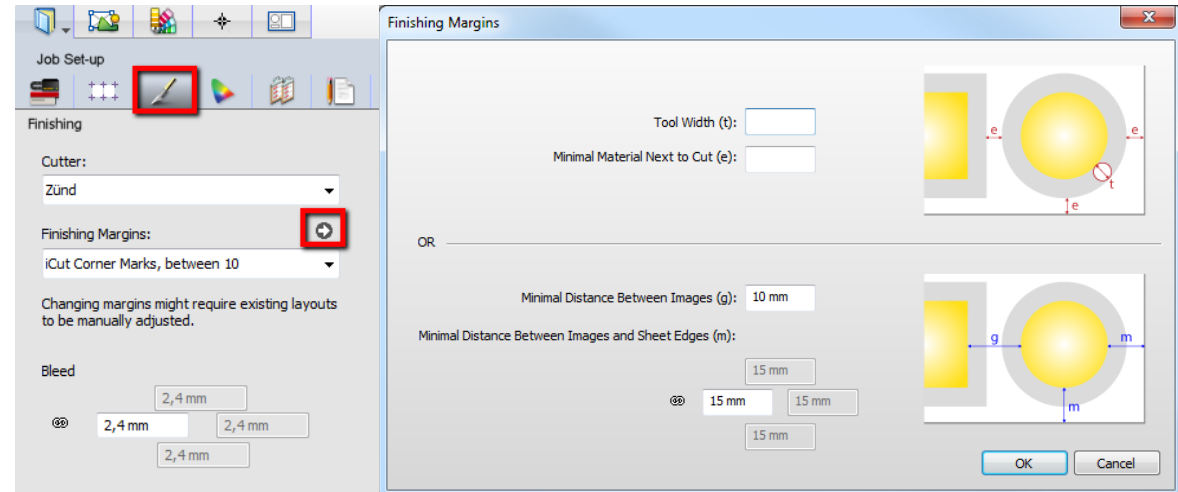 Job Set-up
Finishing
Cutter:
Zünd
Finishing Margins:
iCut Corner Marks, between 10
Changing margins might require existing layouts
to be manually adjusted.
Bleed
2,4 mm
2,4 mm
2,4 mm
2,4 mm
Finishing Margins
Tool Width (t):
Minimal Material Next to Cut (e):
e
e
t
e
OR
Minimal Distance Between Images (g):
10 mm
Minimal Distance Between Images and Sheet Edges (m):
15 mm
15 mm
15 mm
15 mm
g
m
m
OK
Cancel